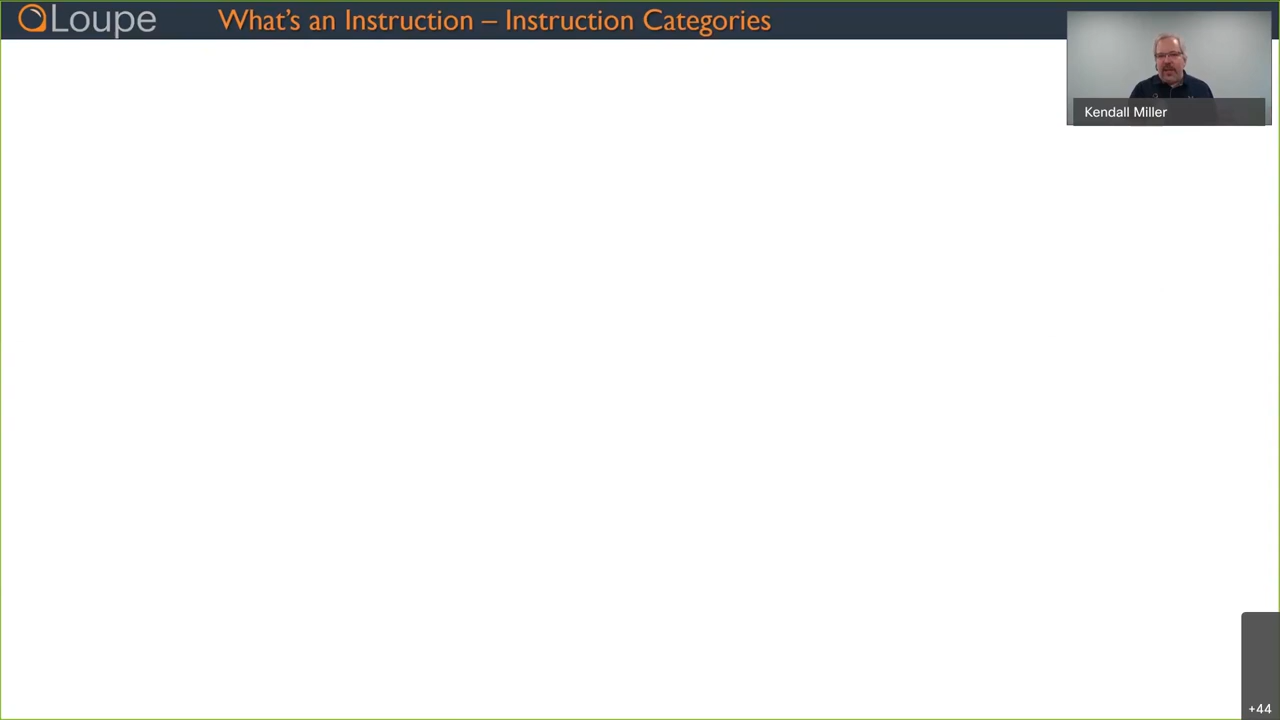 Loupe
What's an Instruction – Instruction Categories
Kendall Miller
+44